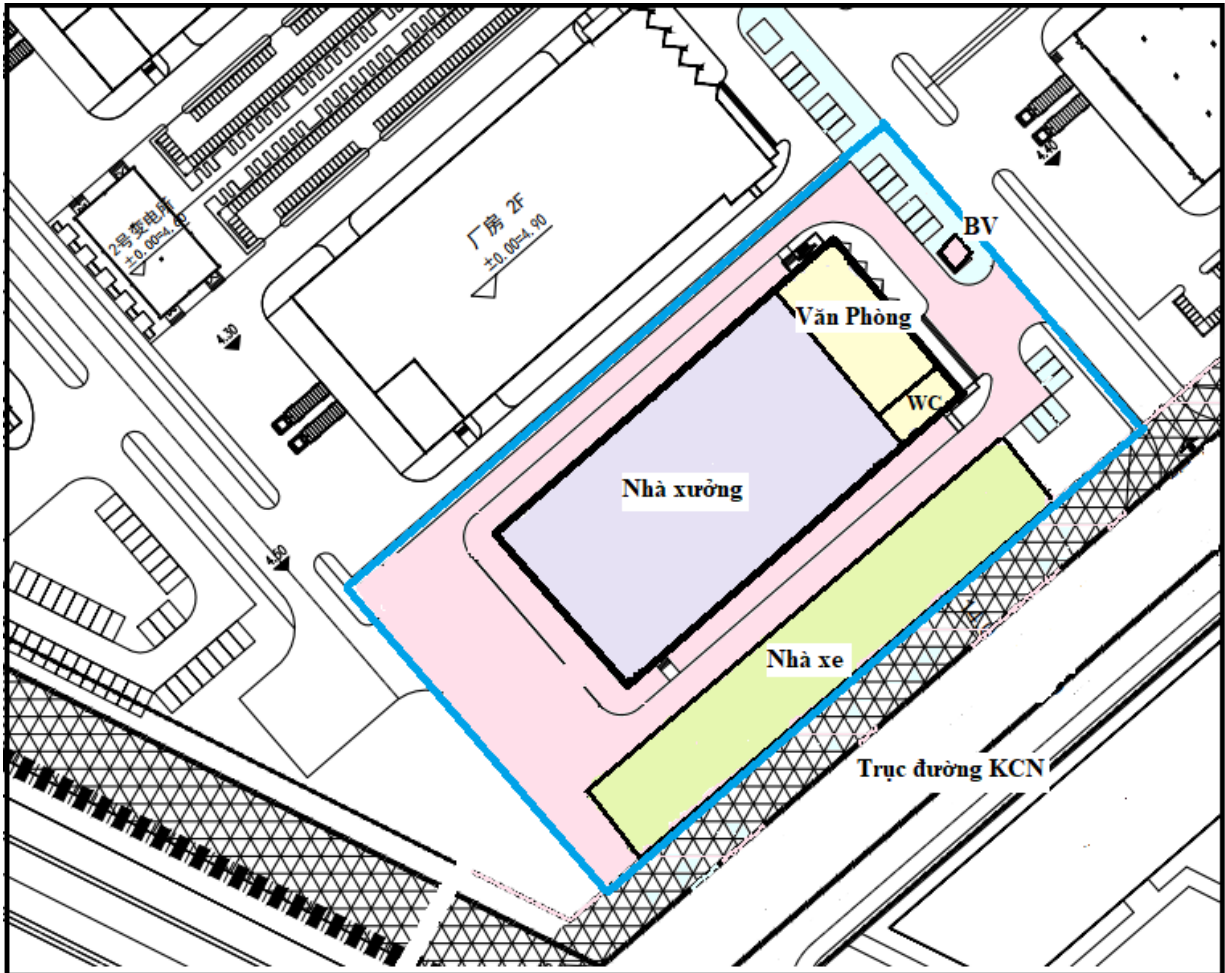 4.40
2号变电所
±0.00=4.60
厂房 2F
±0.00=4.90
BV
4.30
Văn Phòng
WC
Nhà xưởng
4.50
Nhà xe
Trục đường KCN